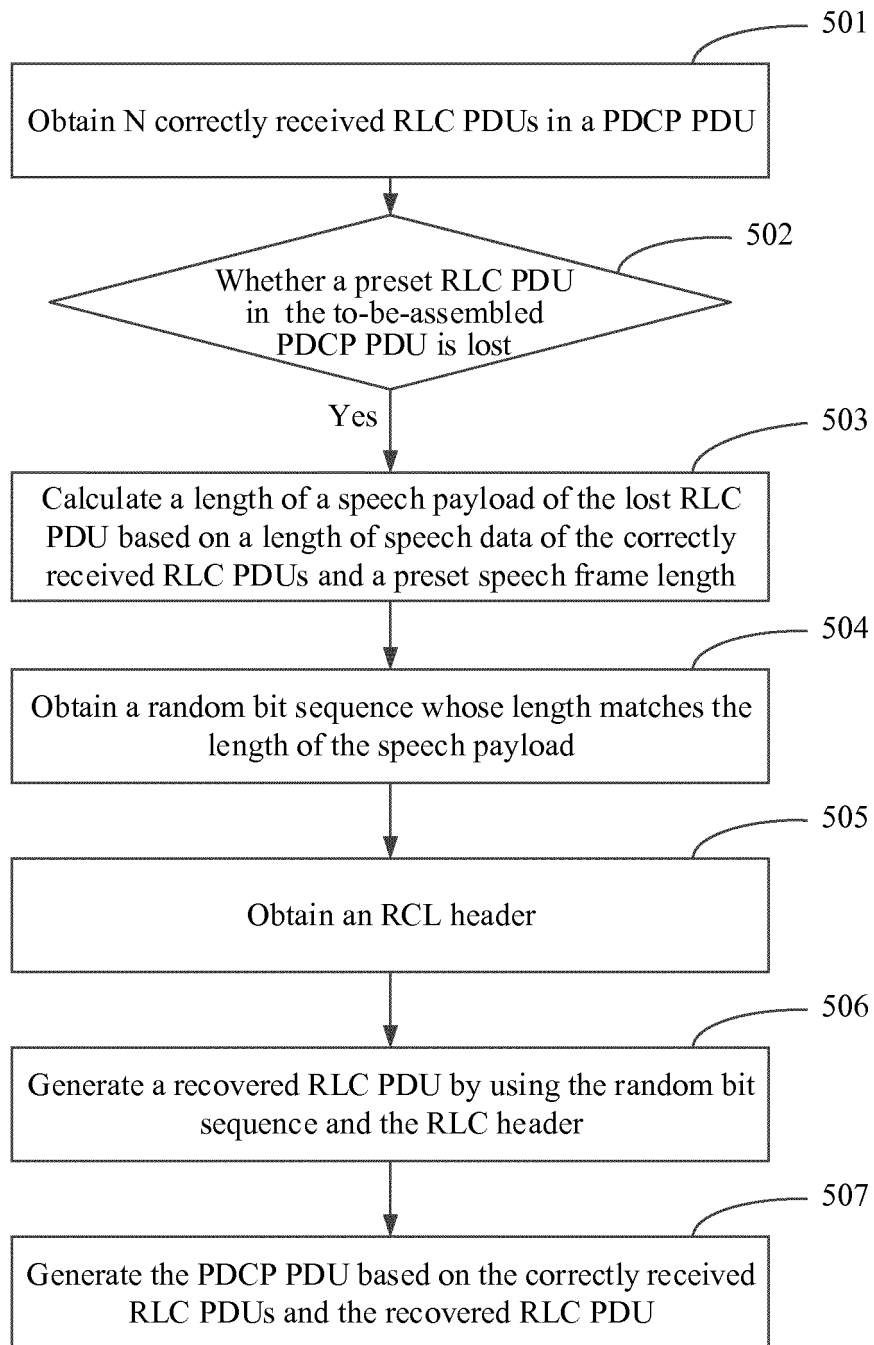 501
Obtain N correctly received RLC PDUs in a PDCP PDU
502
Whether a preset RLC PDU
in the to-be-assembled
PDCP PDU is lost
Yes
503
Calculate a length of a speech payload of the lost RLC
PDU based on a length of speech data of the correctly
received RLC PDUs and a preset speech frame length
504
Obtain a random bit sequence whose length matches the
length of the speech payload
505
Obtain an RCL header
506
Generate a recovered RLC PDU by using the random bit
sequence and the RLC header
507
Generate the PDCP PDU based on the correctly received
RLC PDUs and the recovered RLC PDU